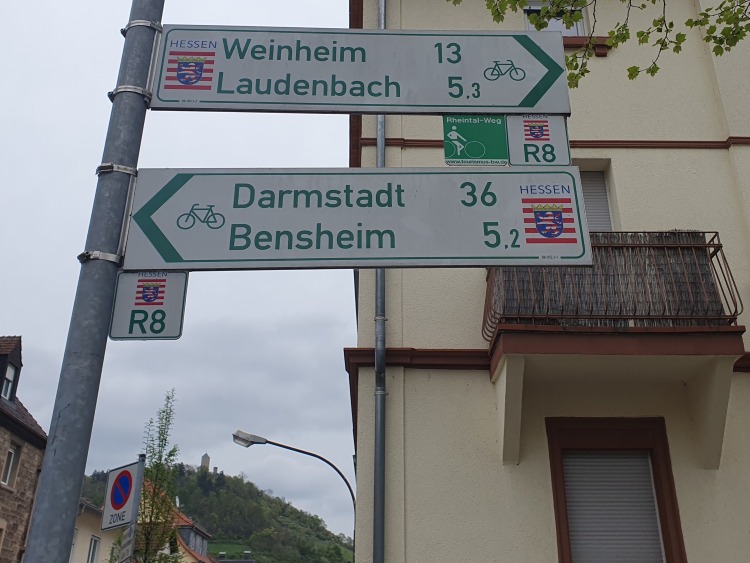 HESSEN Weinheim 13
Laudenbach 5,3
Rheintal-Weg
HESSEN
R8
Darmstadt 36 HESSEN
Bensheim 5,2
HESSEN
R8
ZONE